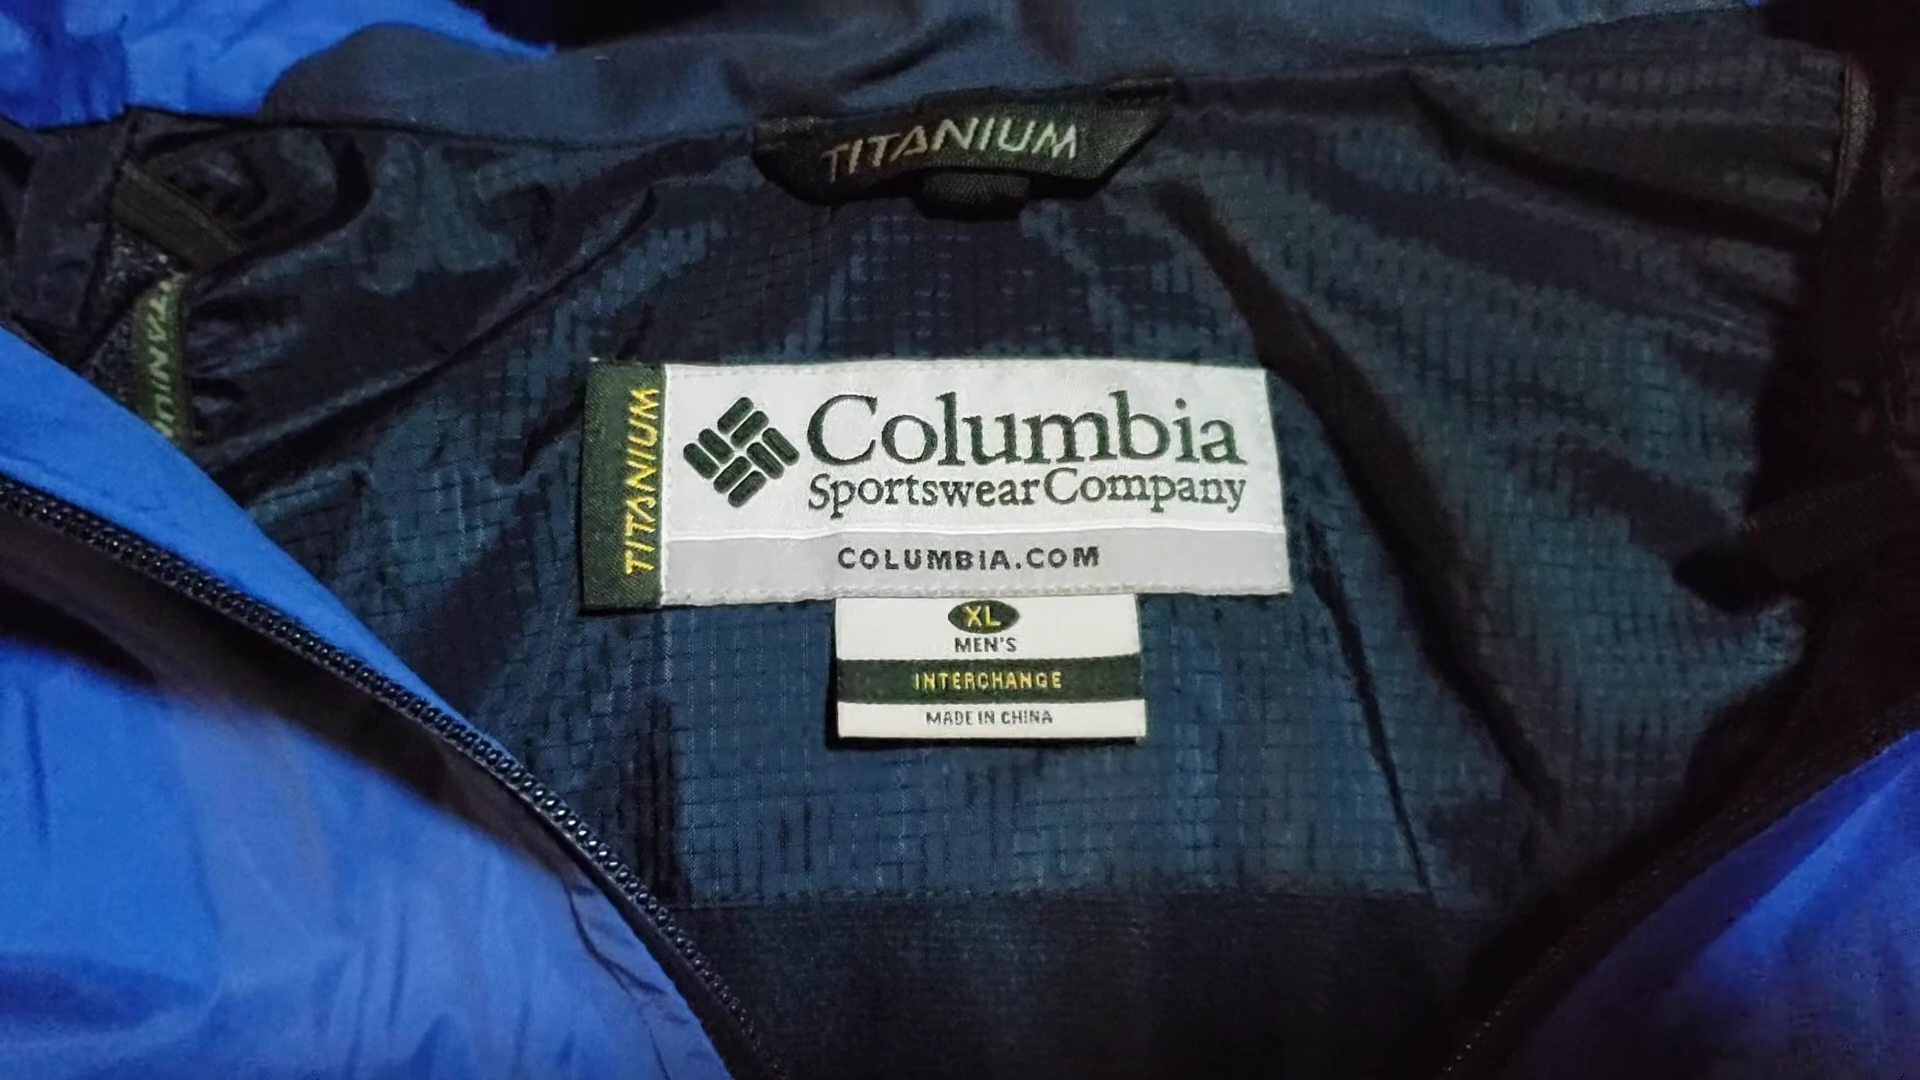 TITANIUM
TITANIUM
TITANIUM
Columbia
Sportswear Company
COLUMBIA.COM
XL
MEN'S
INTERCHANGE
MADE IN CHINA